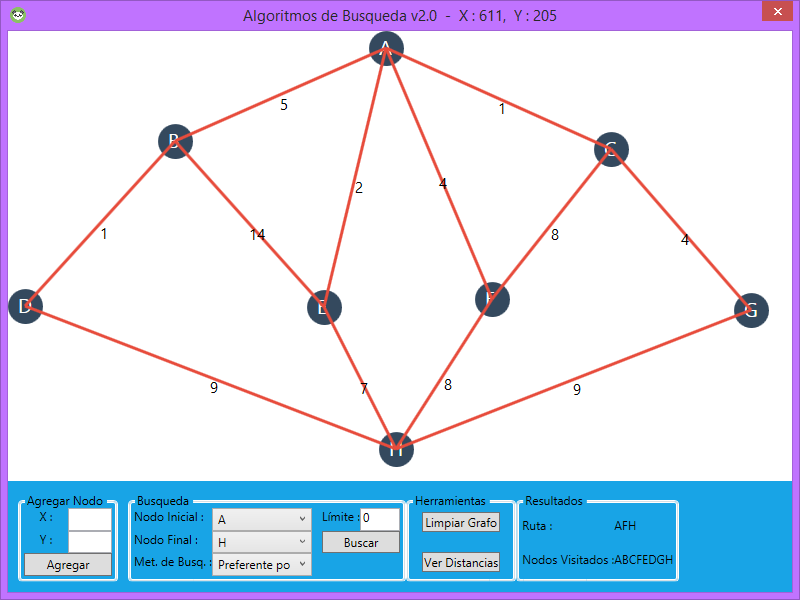 Algoritmos de Busqueda v2.0 - X : 611, Y : 205
A
5
1
B
C
2
4
1
14
8
4
D
E
F
G
9
7
8
9
H
Agregar Nodo
X :
Y :
Agregar
Busqueda
Nodo Inicial :
A
Límite :
0
Nodo Final :
H
Buscar
Met. de Busq. :
Preferente po
Herramientas
Limpiar Grafo
Ver Distancias
Resultados
Ruta :
AFH
Nodos Visitados :ABCFEDGH